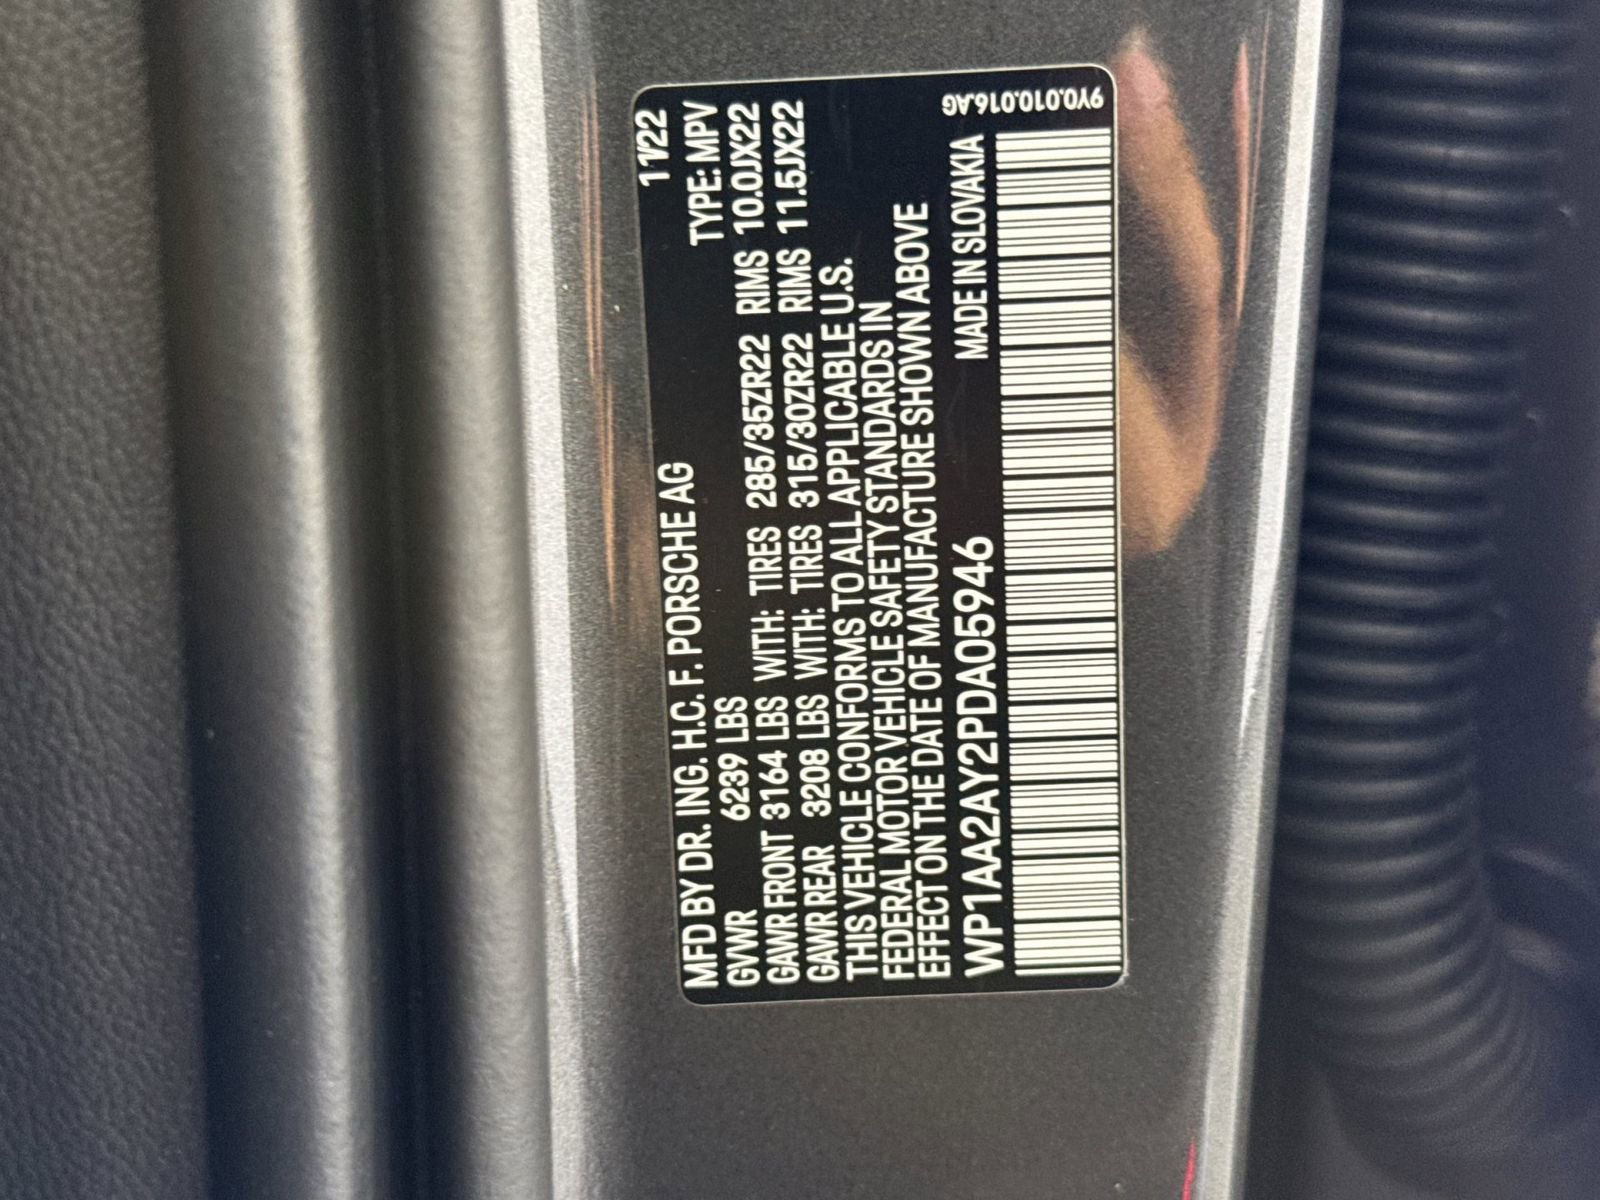 MFD BY DR. ING. H.C. F. PORSCHE AG 11/22
GVWR 6239 LBS TYPE: MPV
GAWR FRONT 3164 LBS WITH: TIRES 285/35ZR22 RIMS 10.0JX22
GAWR REAR 3208 LBS WITH: TIRES 315/30ZR22 RIMS 11.5JX22
THIS VEHICLE CONFORMS TO ALL APPLICABLE U.S.
FEDERAL MOTOR VEHICLE SAFETY STANDARDS IN
EFFECT ON THE DATE OF MANUFACTURE SHOWN ABOVE
WP1AA2AY2PDA05946 MADE IN SLOVAKIA
9Y0.010.016.AG